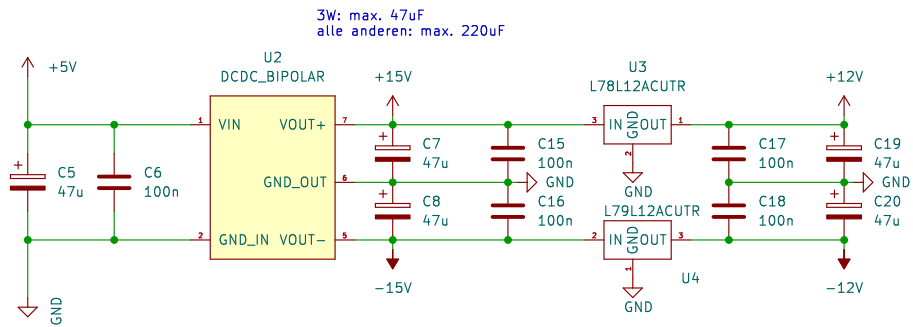 3W: max. 47uF
alle anderen: max. 220uF
+5V
U2
DCDC_BIPOLAR
+15V
U3
L78L12ACUTR
+12V
1 VIN VOUT+ 7
3 IN GND OUT 1
2
GND
C5
47u
C6
100n
GND_OUT 6
C7
47u
C15
100n
GND
C8
47u
C16
100n
C17
100n
C19
47u
GND
C18
100n
C20
47u
L79L12ACUTR
2 GND_IN VOUT- 5
2 IN GND OUT 3
1
GND
U4
-15V
-12V
GND